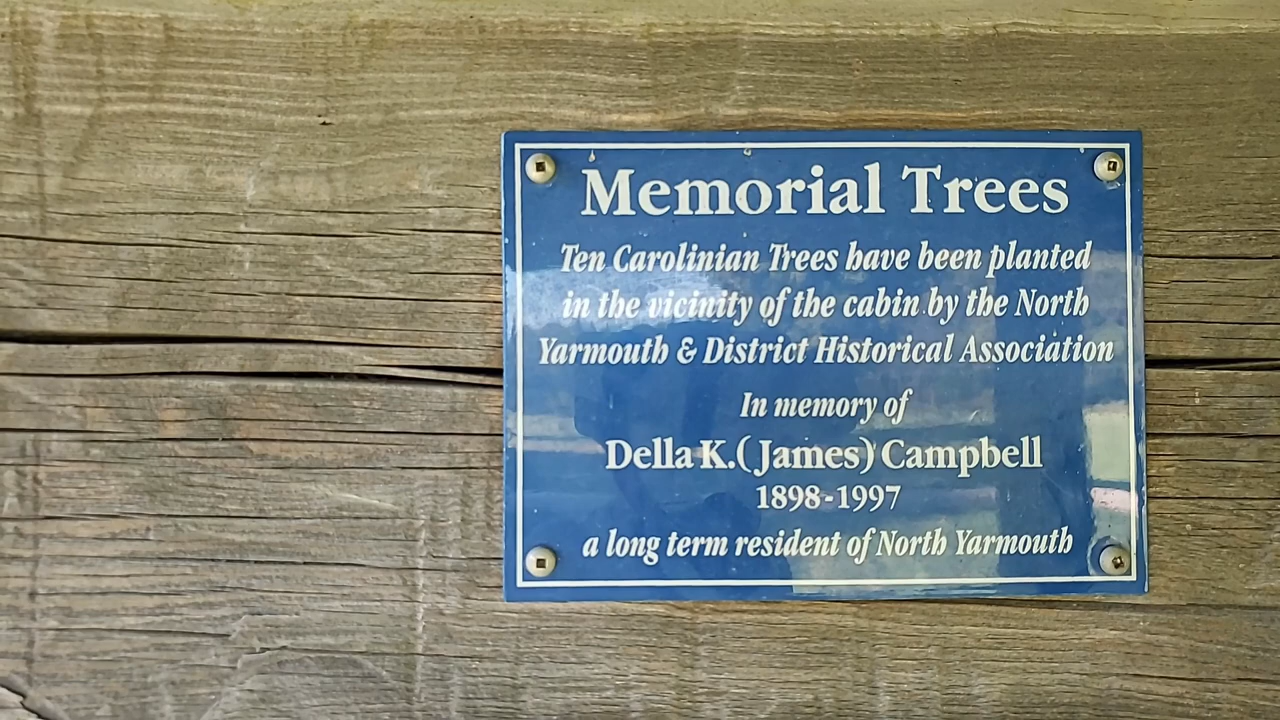 Memorial Trees
Ten Carolinian Trees have been planted
in the vicinity of the cabin by the North
Yarmouth & District Historical Association
In memory of
Della K.(James) Campbell
1898-1997
a long term resident of North Yarmouth